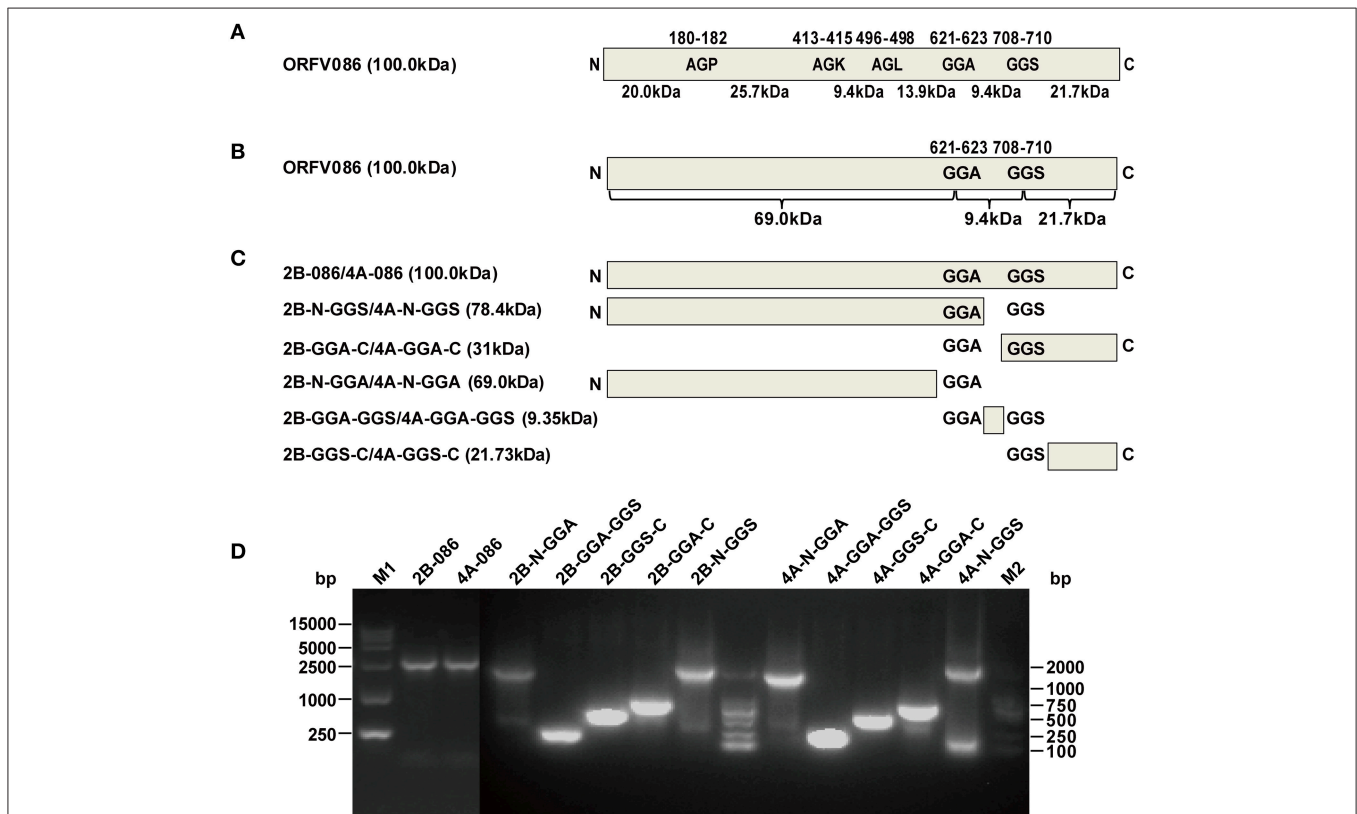 A
180-182 413-415 496-498 621-623 708-710
ORFV086 (100.0kDa) N AGP AGK AGL GGA GGS C
20.0kDa 25.7kDa 9.4kDa 13.9kDa 9.4kDa 21.7kDa
B
621-623 708-710
ORFV086 (100.0kDa) N GGA GGS C
69.0kDa 9.4kDa 21.7kDa
C
2B-086/4A-086 (100.0kDa) N GGA GGS C
2B-N-GGS/4A-N-GGS (78.4kDa) N GGA GGS
2B-GGA-C/4A-GGA-C (31kDa) GGA GGS C
2B-N-GGA/4A-N-GGA (69.0kDa) N GGA
2B-GGA-GGS/4A-GGA-GGS (9.35kDa) GGA GGS
2B-GGS-C/4A-GGS-C (21.73kDa) GGS C
D
bp M1 2B-086 4A-086 2B-N-GGA 2B-GGA-GGS 2B-GGS-C 2B-GGA-C 2B-N-GGS 4A-N-GGA 4A-GGA-GGS 4A-GGS-C 4A-GGA-C 4A-N-GGS M2 bp
15000
5000
2500 2000
1000 1000
750
500
250 250
100